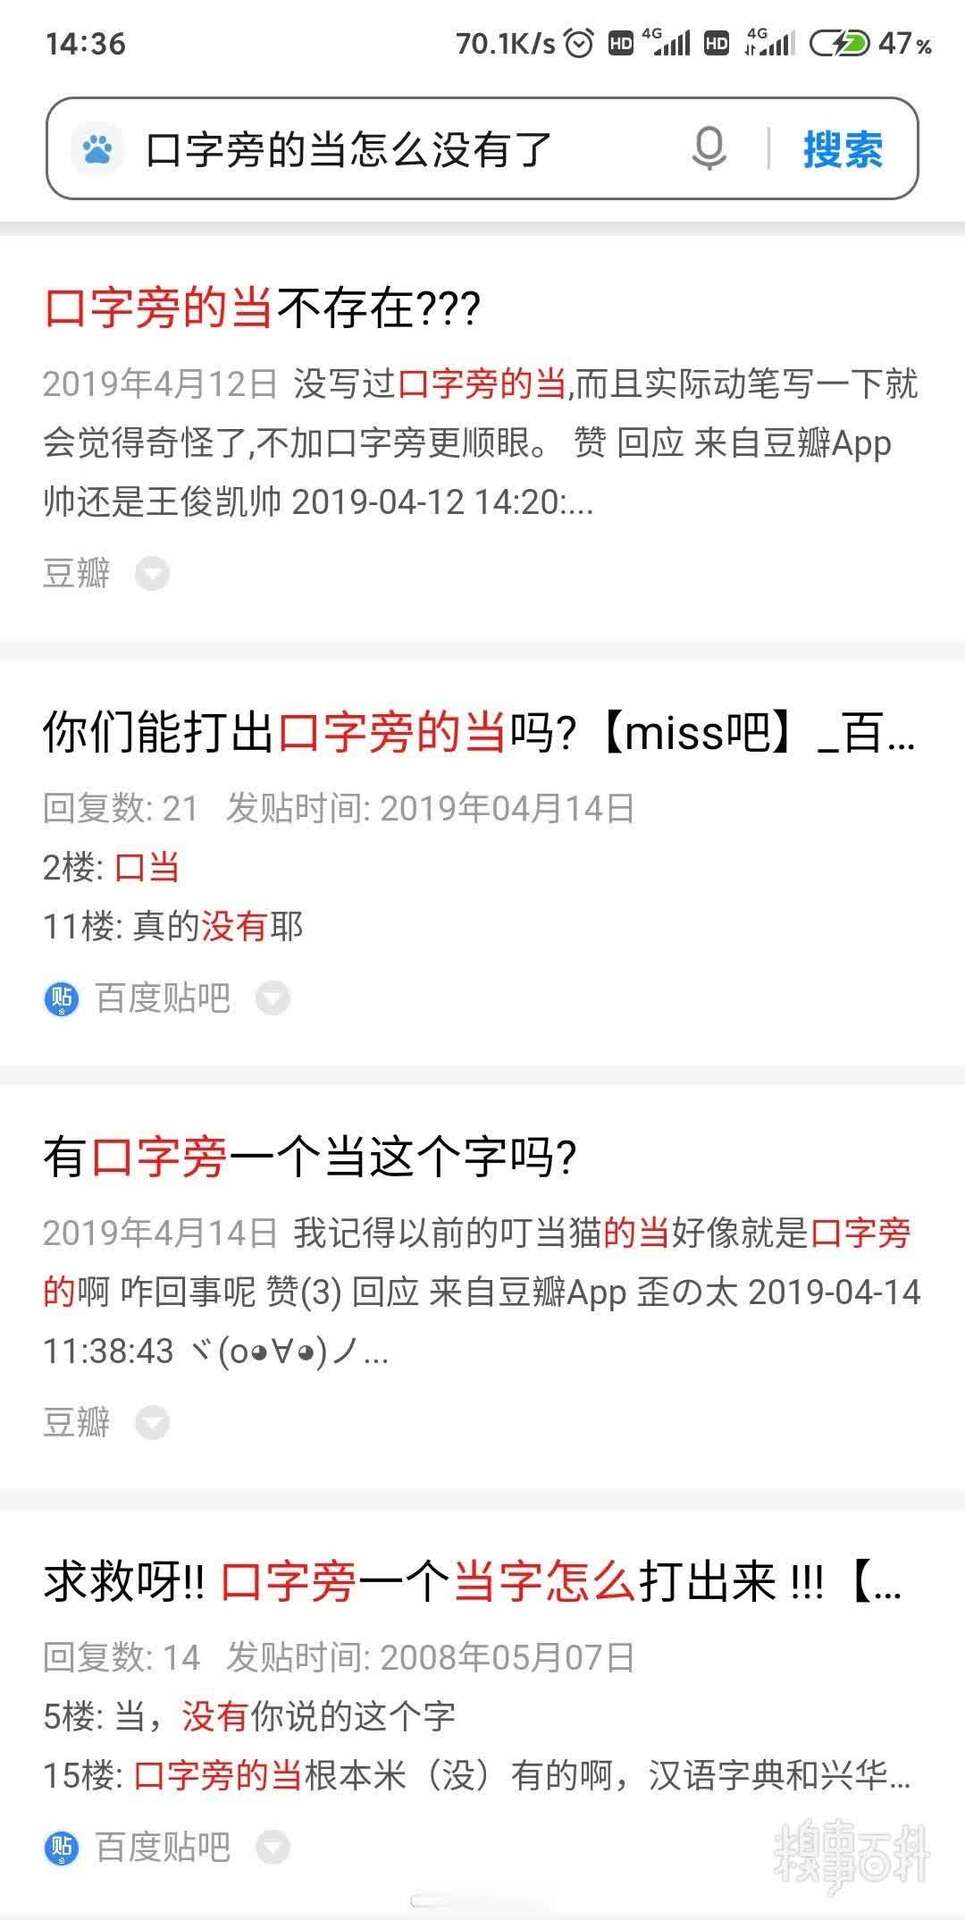 14:36
70.1K/s HD 4G HD 4G 47%
口字旁的当怎么没有了 搜索
口字旁的当不存在???
2019年4月12日 没写过口字旁的当,而且实际动笔写一下就
会觉得奇怪了,不加口字旁更顺眼。 赞 回应 来自豆瓣App
帅还是王俊凯帅 2019-04-12 14:20:...
豆瓣
你们能打出口字旁的当吗?【miss吧】_百...
回复数: 21 发贴时间: 2019年04月14日
2楼: 口当
11楼: 真的没有耶
贴 百度贴吧
有口字旁一个当这个字吗?
2019年4月14日 我记得以前的叮当猫的当好像就是口字旁
的啊 咋回事呢 赞(3) 回应 来自豆瓣App 歪の太 2019-04-14
11:38:43 ヾ(o◕∀◕)ノ...
豆瓣
求救呀!! 口字旁一个当字怎么打出来 !!!【...
回复数: 14 发贴时间: 2008年05月07日
5楼: 当，没有你说的这个字
15楼: 口字旁的当根本米（没）有的啊，汉语字典和兴华...
贴 百度贴吧
糗事百科